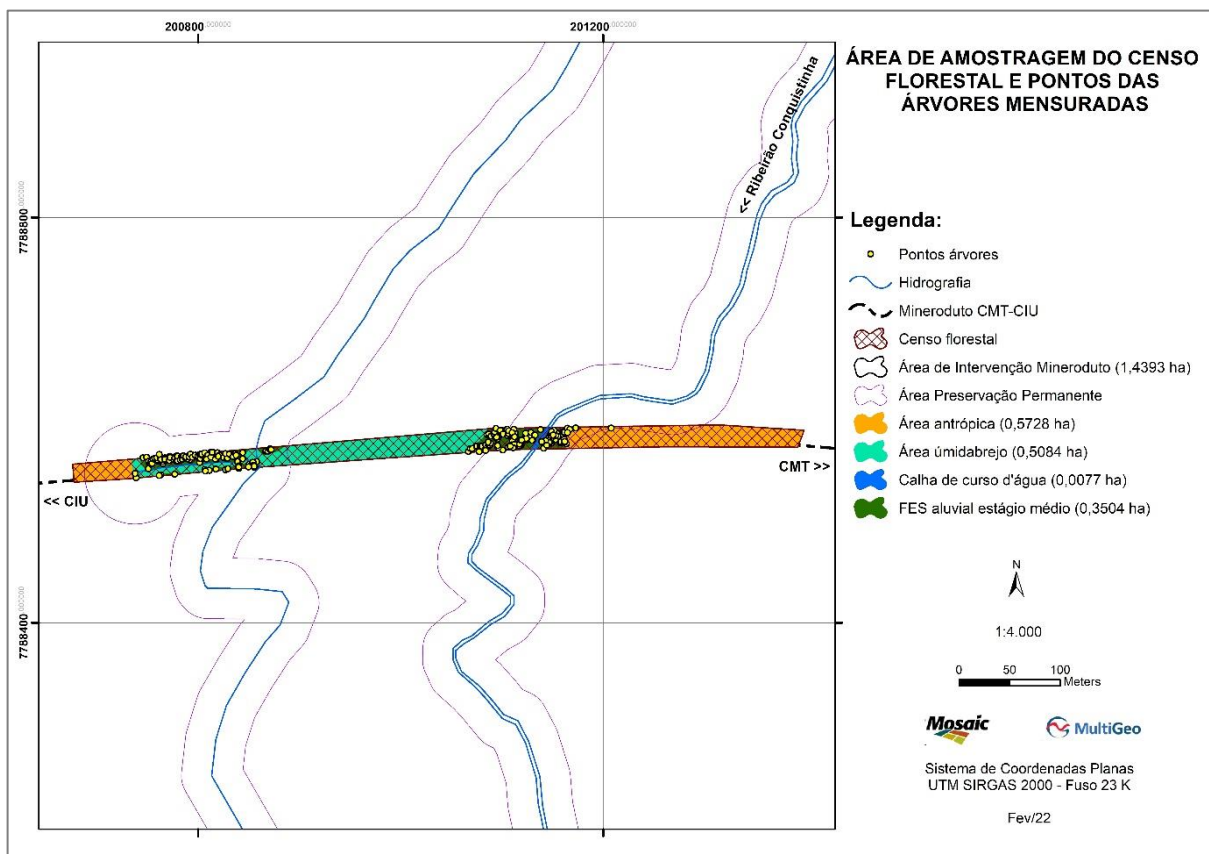 200800.000000
201200.000000
7788800.000000
7788400.000000
<< Ribeirão Conquistinha
<< CIU
CMT >>
ÁREA DE AMOSTRAGEM DO CENSO
FLORESTAL E PONTOS DAS
ÁRVORES MENSURADAS
Legenda:
Pontos árvores
Hidrografia
Mineroduto CMT-CIU
Censo florestal
Área de Intervenção Mineroduto (1,4393 ha)
Área Preservação Permanente
Área antrópica (0,5728 ha)
Área úmidabrejo (0,5084 ha)
Calha de curso d'água (0,0077 ha)
FES aluvial estágio médio (0,3504 ha)
N
1:4.000
0 50 100
Meters
Mosaic
MultiGeo
Sistema de Coordenadas Planas
UTM SIRGAS 2000 - Fuso 23 K
Fev/22